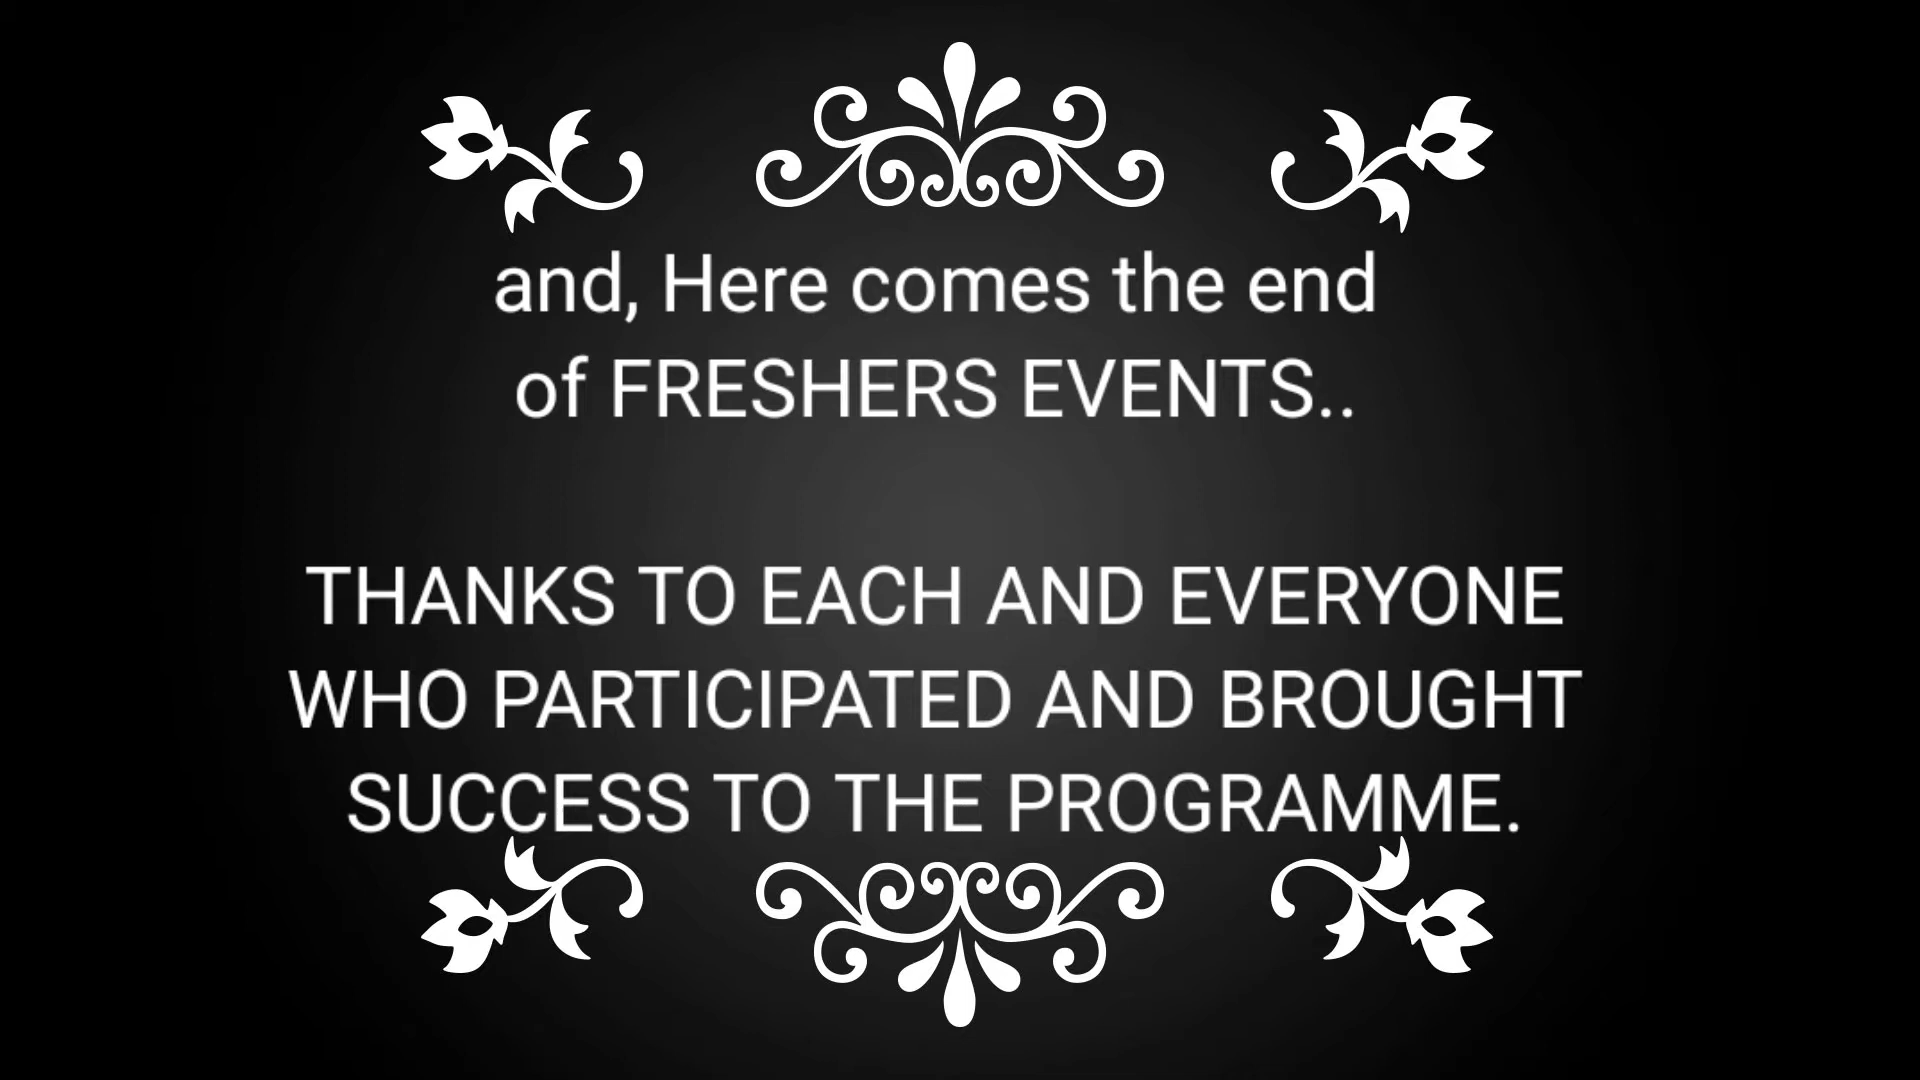 and, Here comes the end
of FRESHERS EVENTS..
THANKS TO EACH AND EVERYONE
WHO PARTICIPATED AND BROUGHT
SUCCESS TO THE PROGRAMME.